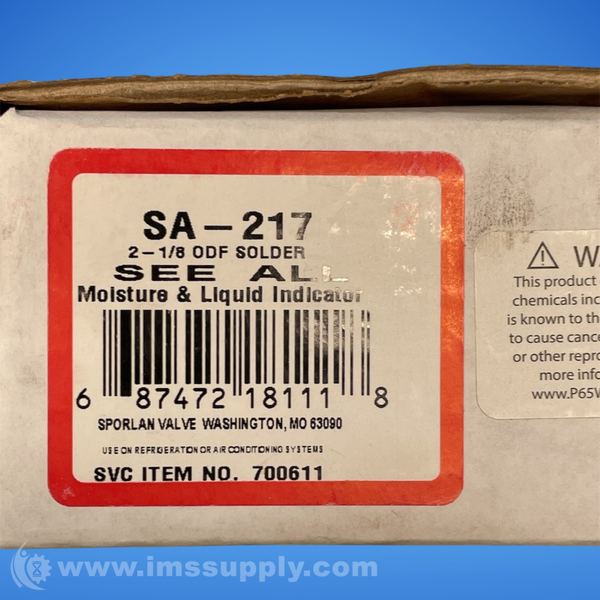 SA-217
2-1/8 ODF SOLDER
SEE ALL
Moisture & Liquid Indicator
6 87472 18111 8
SPORLAN VALVE WASHINGTON, MO 63090
USE ON REFRIGERATION OR AIR CONDITIONING SYSTEMS
SVC ITEM NO. 700611
⚠ WA
This product
chemicals inc
is known to the
to cause cance
or other repro
more info
www.P65W
www.imssupply.com